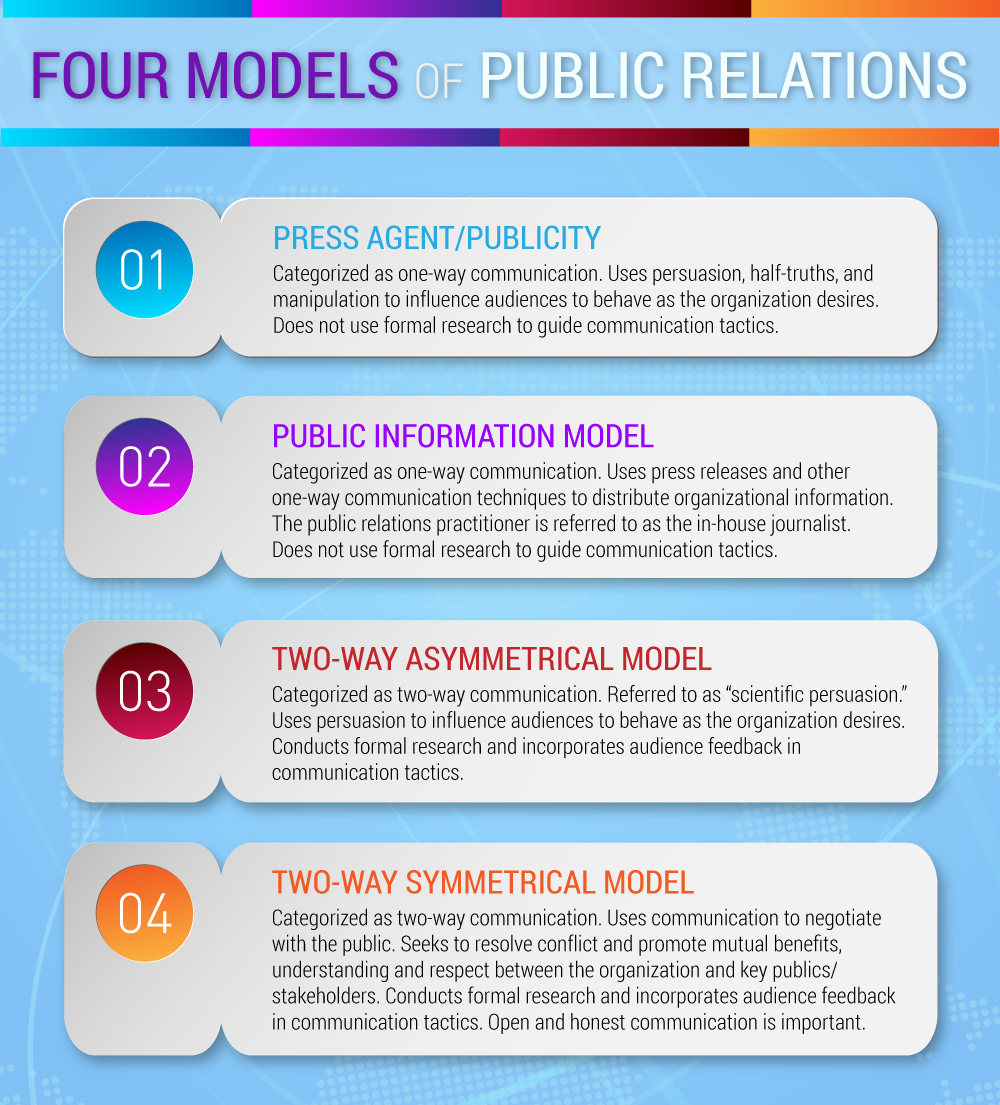 FOUR MODELS OF PUBLIC RELATIONS
01
PRESS AGENT/PUBLICITY
Categorized as one-way communication. Uses persuasion, half-truths, and
manipulation to influence audiences to behave as the organization desires.
Does not use formal research to guide communication tactics.
02
PUBLIC INFORMATION MODEL
Categorized as one-way communication. Uses press releases and other
one-way communication techniques to distribute organizational information.
The public relations practitioner is referred to as the in-house journalist.
Does not use formal research to guide communication tactics.
03
TWO-WAY ASYMMETRICAL MODEL
Categorized as two-way communication. Referred to as “scientific persuasion.”
Uses persuasion to influence audiences to behave as the organization desires.
Conducts formal research and incorporates audience feedback in
communication tactics.
04
TWO-WAY SYMMETRICAL MODEL
Categorized as two-way communication. Uses communication to negotiate
with the public. Seeks to resolve conflict and promote mutual benefits,
understanding and respect between the organization and key publics/
stakeholders. Conducts formal research and incorporates audience feedback
in communication tactics. Open and honest communication is important.